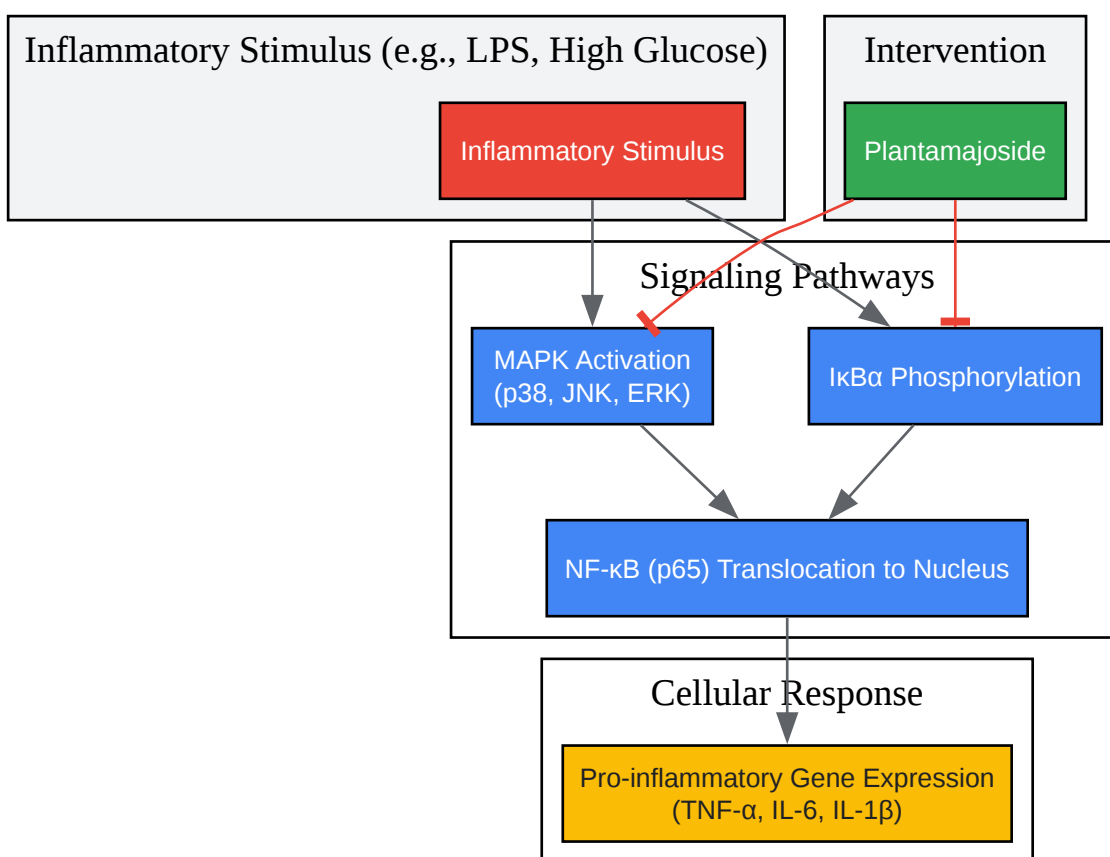 Inflammatory Stimulus (e.g., LPS, High Glucose)
Intervention
Inflammatory Stimulus
Plantamajoside
Signaling Pathways
MAPK Activation
(p38, JNK, ERK)
IκBα Phosphorylation
NF-κB (p65) Translocation to Nucleus
Cellular Response
Pro-inflammatory Gene Expression
(TNF-α, IL-6, IL-1β)